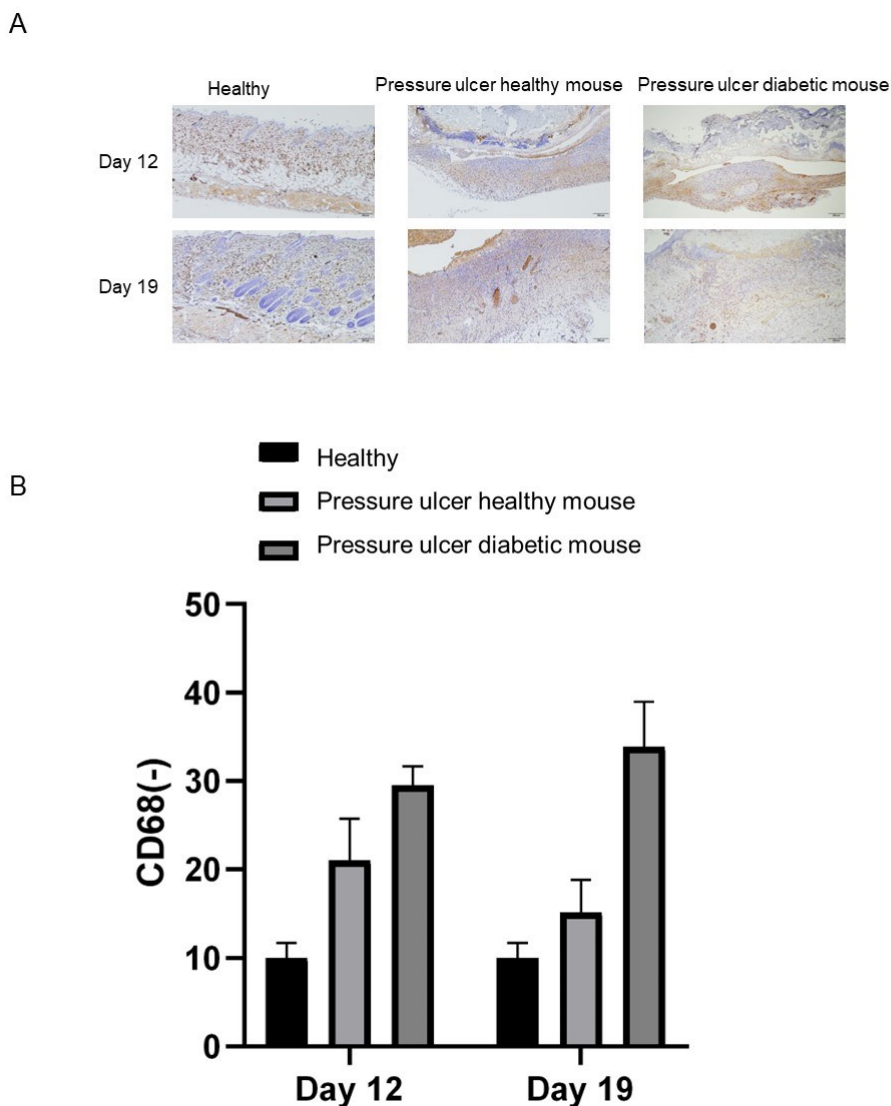 A
Healthy
Pressure ulcer healthy mouse
Pressure ulcer diabetic mouse
Day 12
Day 19
B
Healthy
Pressure ulcer healthy mouse
Pressure ulcer diabetic mouse
CD68(-)
50
40
30
20
10
0
Day 12
Day 19